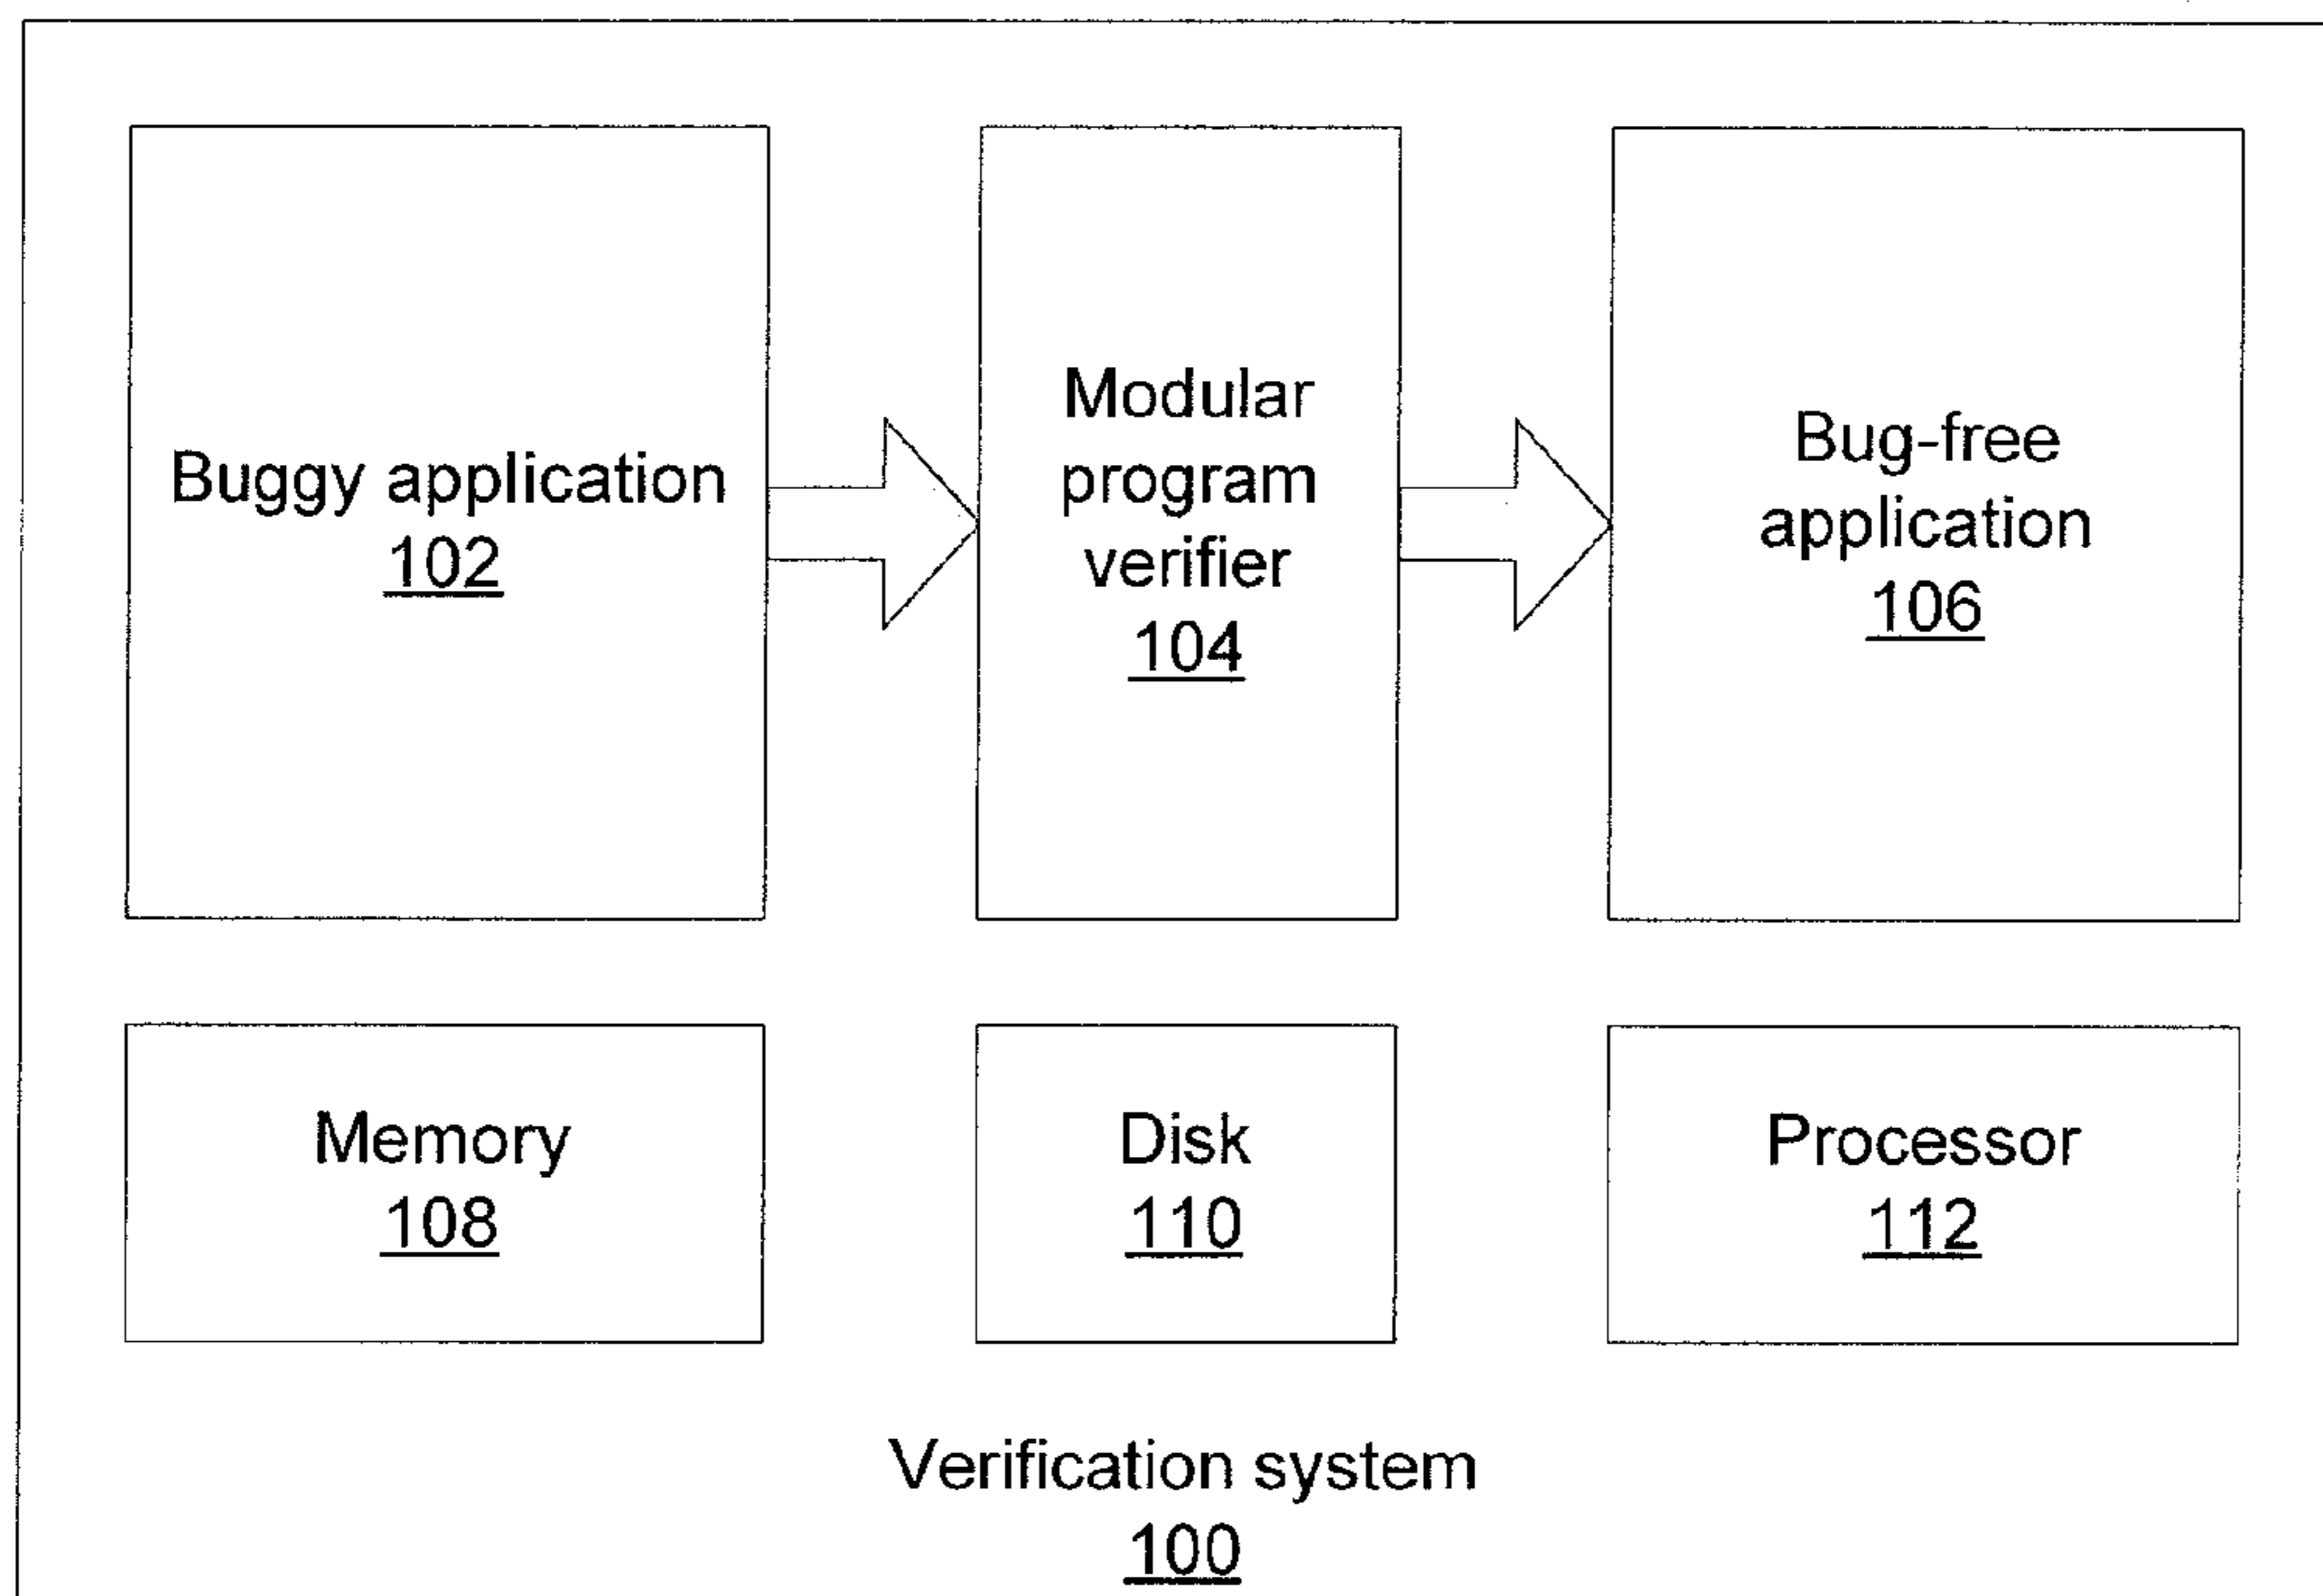 Buggy application
102
Modular
program
verifier
104
Bug-free
application
106
Memory
108
Disk
110
Processor
112
Verification system
100